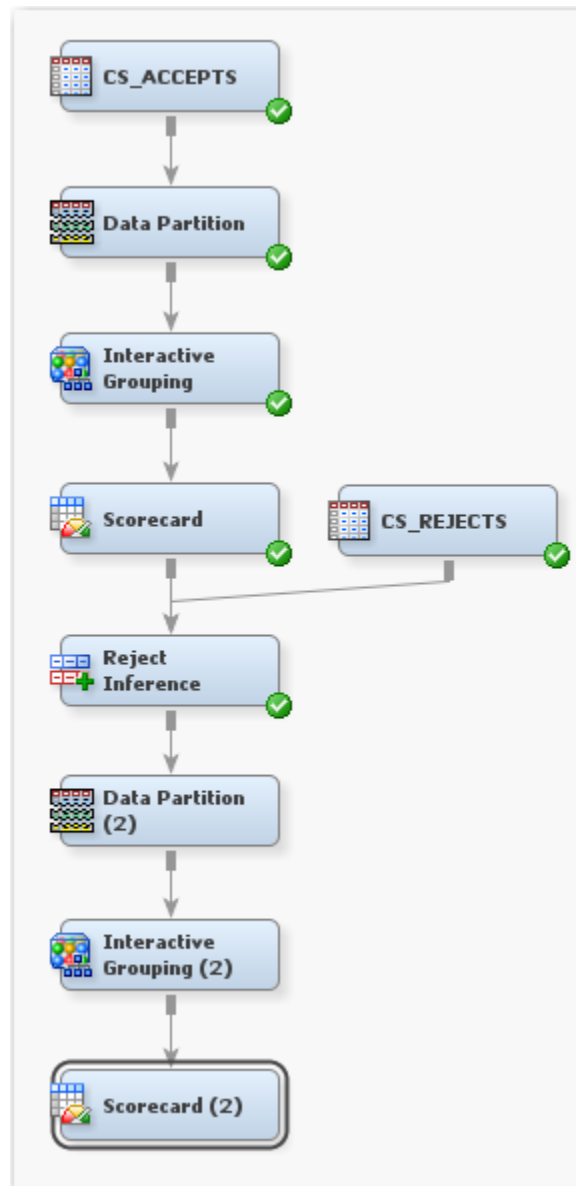 CS_ACCEPTS
Data Partition
Interactive
Grouping
Scorecard
CS_REJECTS
Reject
Inference
Data Partition
(2)
Interactive
Grouping (2)
Scorecard (2)